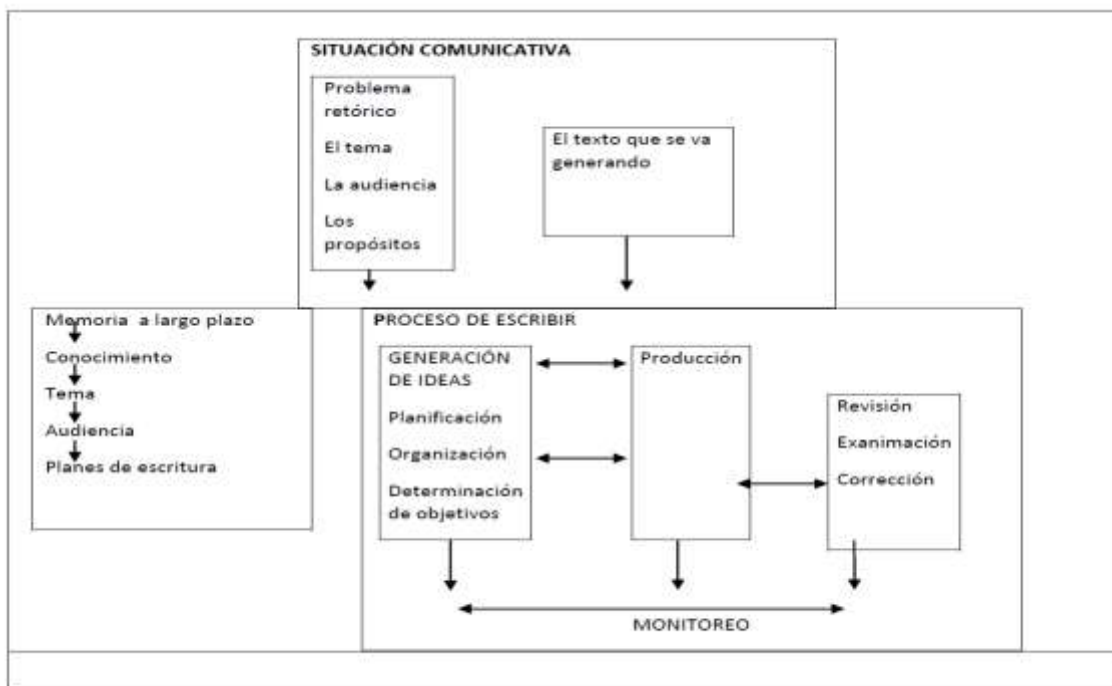 SITUACIÓN COMUNICATIVA
Problema
retórico
El tema
La audiencia
Los
propósitos
El texto que se va
generando
Memoria a largo plazo
Conocimiento
Tema
Audiencia
Planes de escritura
PROCESO DE ESCRIBIR
GENERACIÓN
DE IDEAS
Planificación
Organización
Determinación
de objetivos
Producción
Revisión
Exanimación
Corrección
MONITOREO